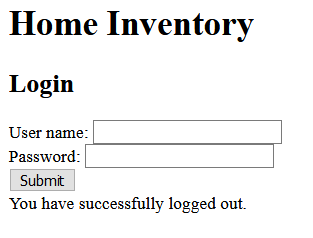 Home Inventory
Login
User name:
Password:
Submit
You have successfully logged out.